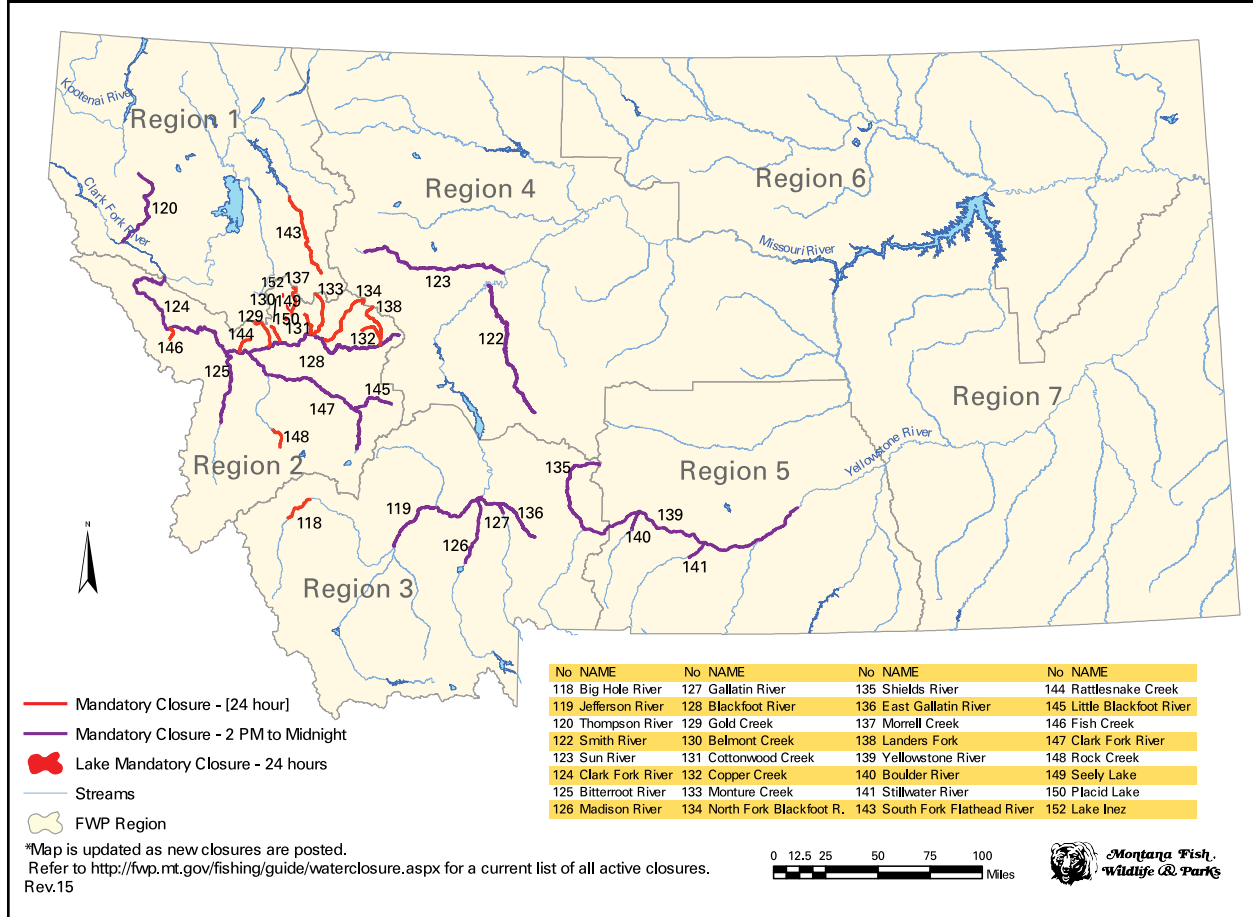 Kootenai River
Region 1
Clark Fork River
120
Region 4
Region 6
Missouri River
143
123
152
137
130
149
133
134
129
150
138
124
131
144
132
146
128
122
125
145
147
Region 7
148
Region 2
Region 5
Yellowstone River
135
118
119
127
136
139
126
140
141
Region 3
N
Mandatory Closure - [24 hour]
Mandatory Closure - 2 PM to Midnight
Lake Mandatory Closure - 24 hours
Streams
FWP Region
*Map is updated as new closures are posted.
Refer to http://fwp.mt.gov/fishing/guide/waterclosure.aspx for a current list of all active closures.
Rev.15
No NAME No NAME No NAME No NAME
118 Big Hole River 127 Gallatin River 135 Shields River 144 Rattlesnake Creek
119 Jefferson River 128 Blackfoot River 136 East Gallatin River 145 Little Blackfoot River
120 Thompson River 129 Gold Creek 137 Morrell Creek 146 Fish Creek
122 Smith River 130 Belmont Creek 138 Landers Fork 147 Clark Fork River
123 Sun River 131 Cottonwood Creek 139 Yellowstone River 148 Rock Creek
124 Clark Fork River 132 Copper Creek 140 Boulder River 149 Seely Lake
125 Bitterroot River 133 Monture Creek 141 Stillwater River 150 Placid Lake
126 Madison River 134 North Fork Blackfoot R. 143 South Fork Flathead River 152 Lake Inez
0 12.5 25 50 75 100
Miles
Montana Fish,
Wildlife & Parks